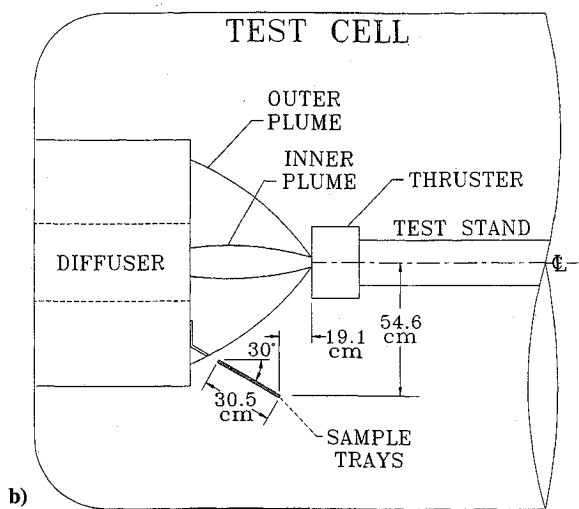 TEST CELL
OUTER
PLUME
INNER
PLUME
THRUSTER
TEST STAND
DIFFUSER
℄
19.1
cm
54.6
cm
30°
30.5
cm
SAMPLE
TRAYS
b)